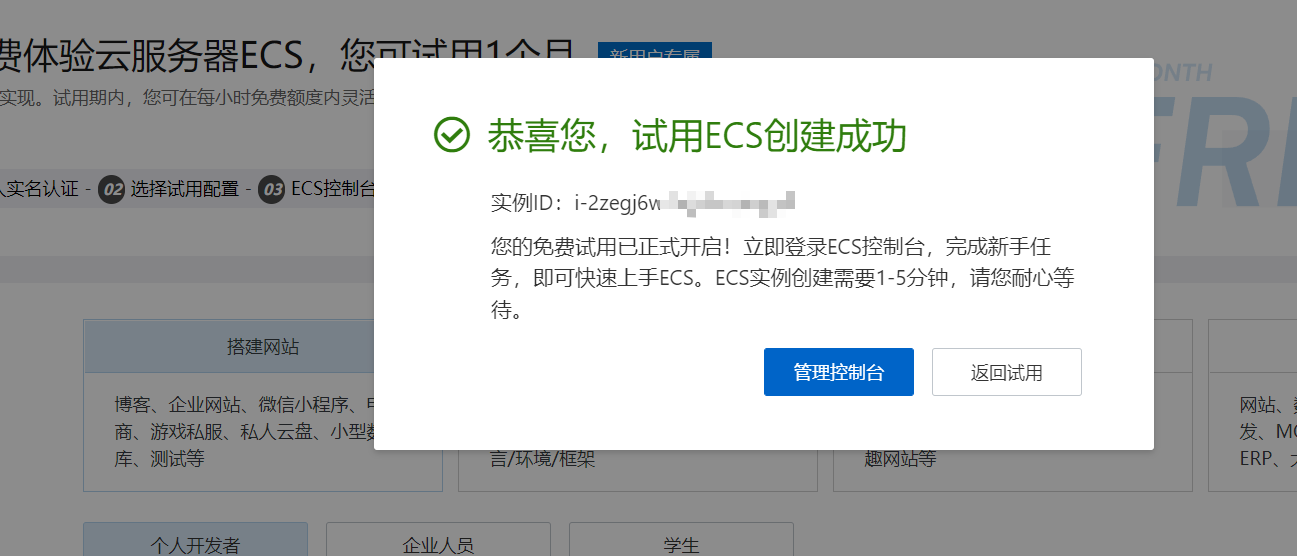 费体验云服务器ECS，您可试用1个月 新用户专属
实现。试用期内，您可在每小时免费额度内灵活
ONTH
FRE
恭喜您，试用ECS创建成功
人实名认证 - 02 选择试用配置 - 03 ECS控制台
实例ID：i-2zegj6w
您的免费试用已正式开启！立即登录ECS控制台，完成新手任
务，即可快速上手ECS。ECS实例创建需要1-5分钟，请您耐心等
待。
管理控制台 返回试用
搭建网站
博客、企业网站、微信小程序、
商、游戏私服、私人云盘、小型数
库、测试等
言/环境/框架
趣网站等
网站、
发、MC
ERP、
个人开发者 企业人员 学生